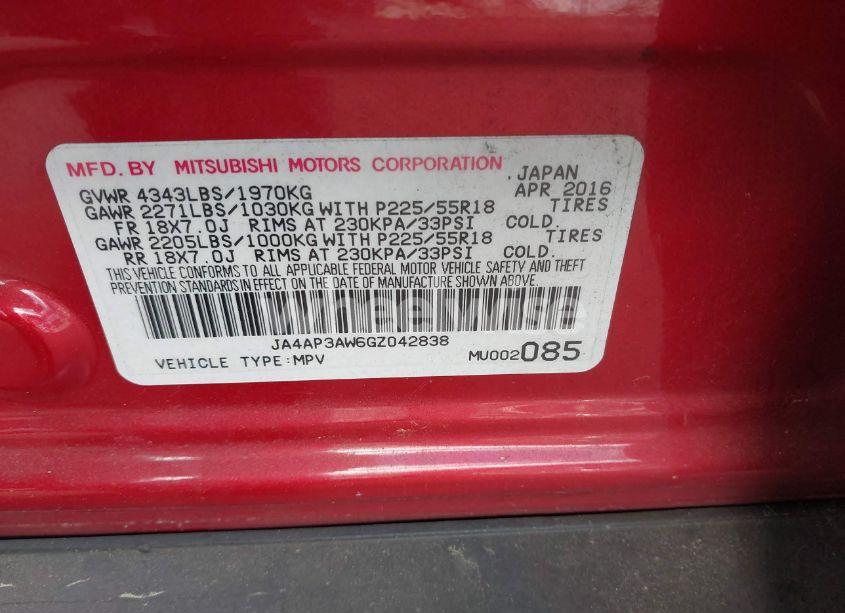 MFD. BY MITSUBISHI MOTORS CORPORATION , JAPAN
GVWR 4343LBS/1970KG APR 2016
GAWR 2271LBS/1030KG WITH P225/55R18 TIRES
FR 18X7.0J RIMS AT 230KPA/33PSI COLD.
GAWR 2205LBS/1000KG WITH P225/55R18 TIRES
RR 18X7.0J RIMS AT 230KPA/33PSI COLD.
THIS VEHICLE CONFORMS TO ALL APPLICABLE FEDERAL MOTOR VEHICLE SAFETY AND THEFT
PREVENTION STANDARDS IN EFFECT ON THE DATE OF MANUFACTURE SHOWN ABOVE.
JA4AP3AW6GZ042838
VEHICLE TYPE:MPV MU002085